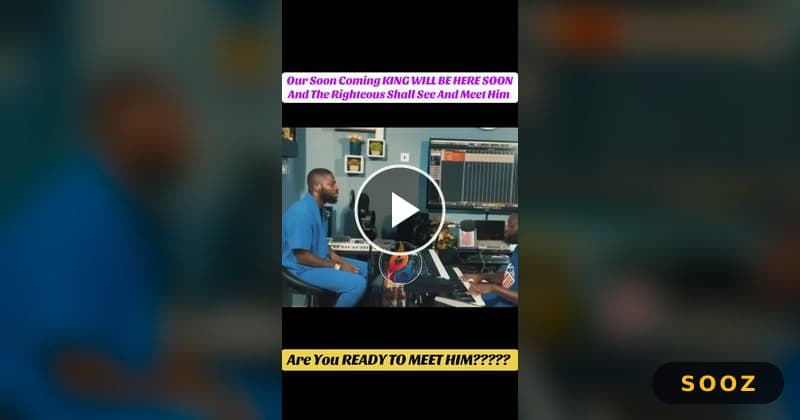 Our Soon Coming KING WILL BE HERE SOON
And The Righteous Shall See And Meet Him
Are You READY TO MEET HIM?????
SOOZ